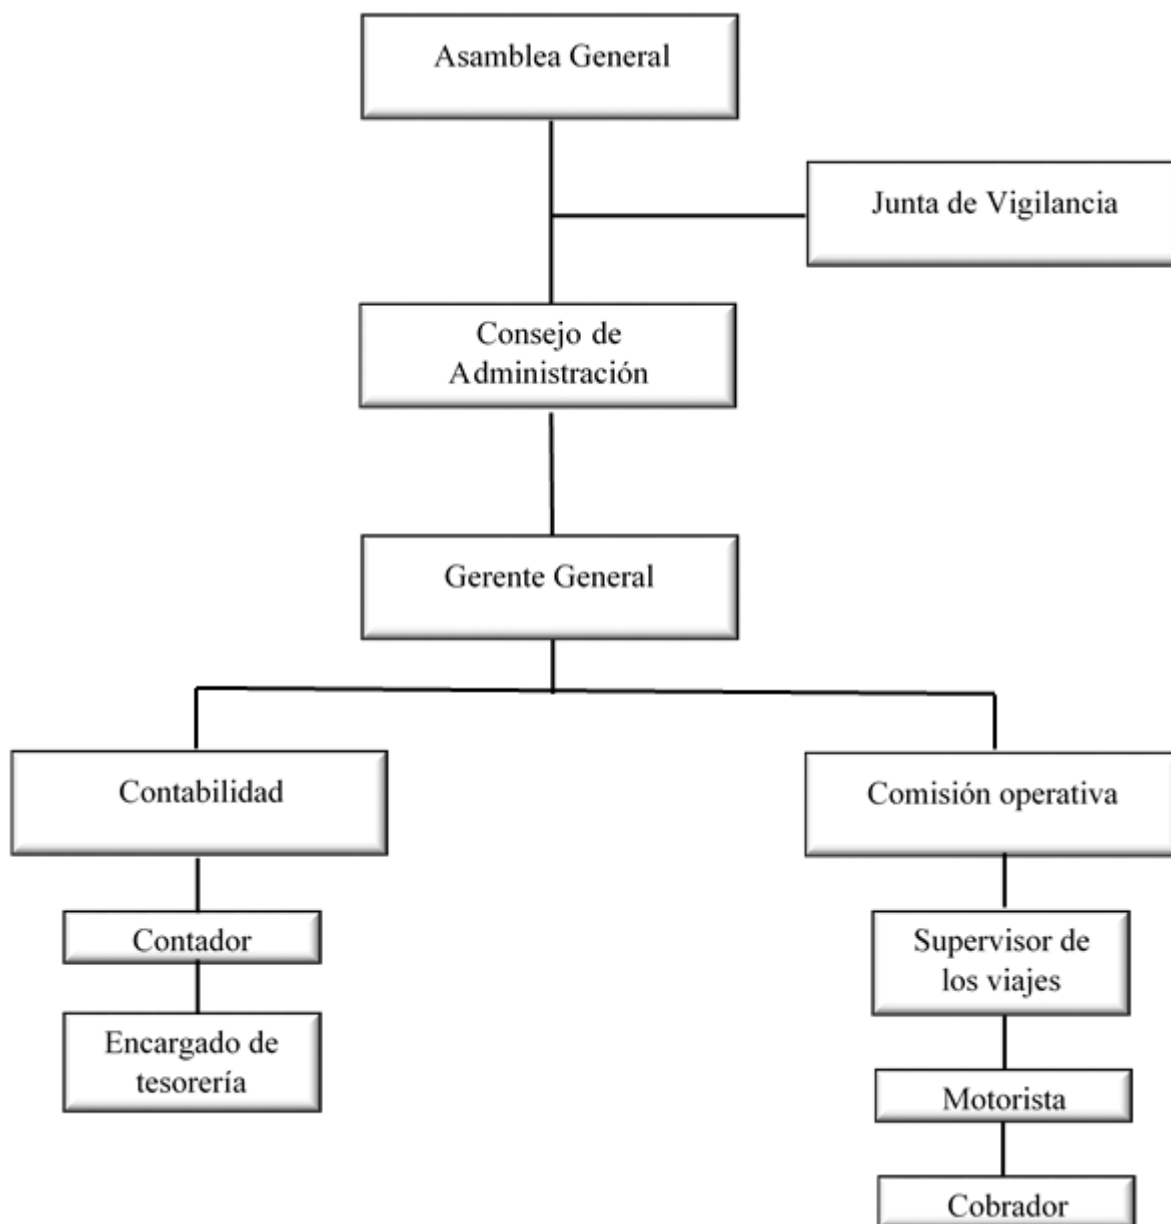 Asamblea General
Junta de Vigilancia
Consejo de
Administración
Gerente General
Contabilidad
Comisión operativa
Contador
Supervisor de
los viajes
Encargado de
tesorería
Motorista
Cobrador